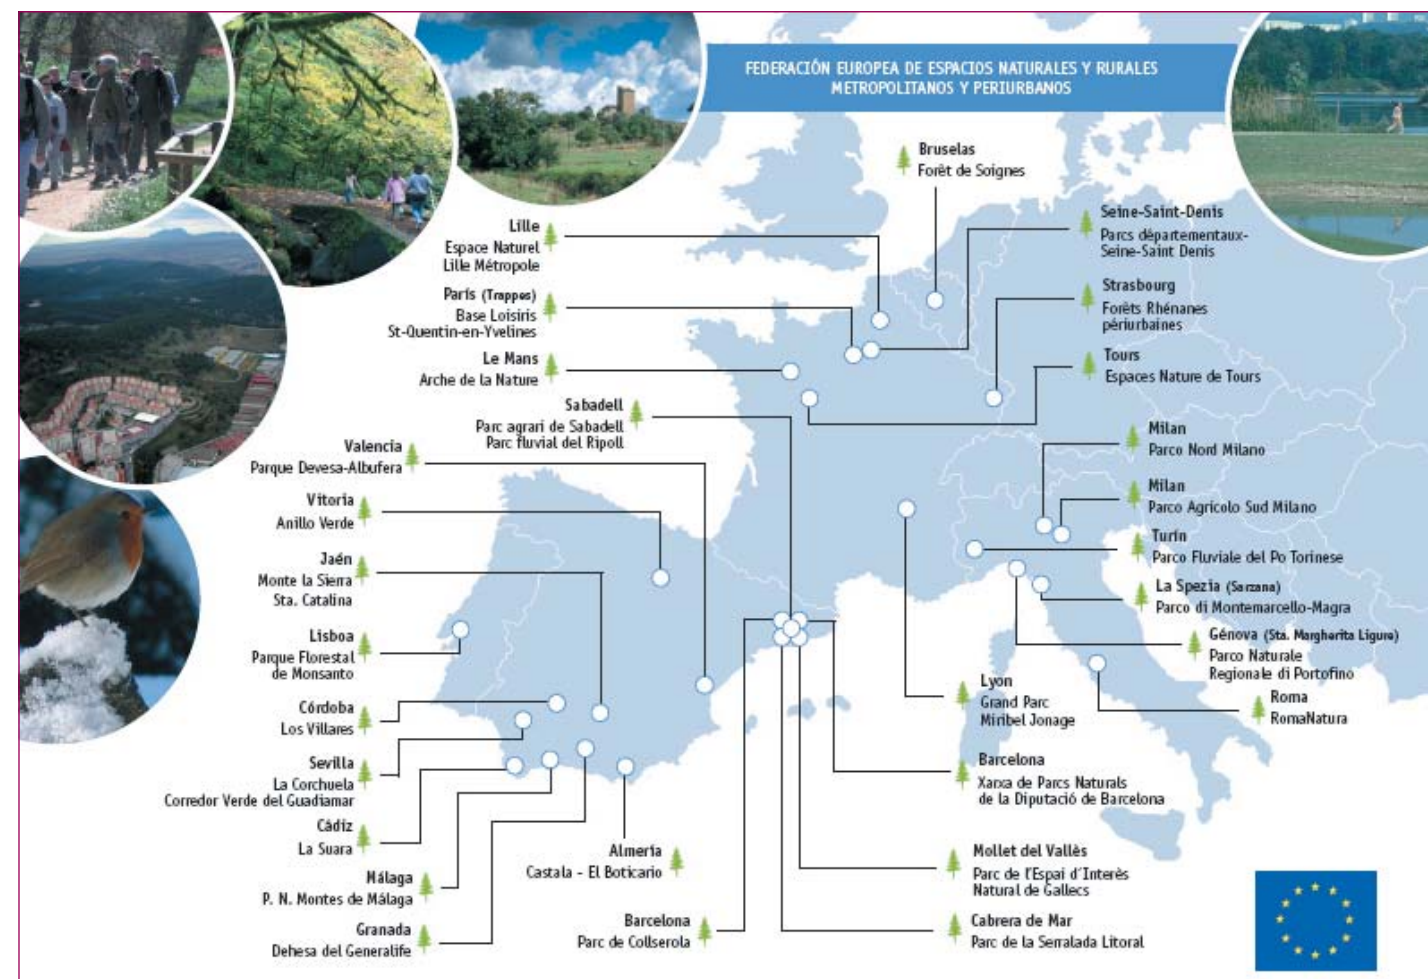 FEDERACIÓN EUROPEA DE ESPACIOS NATURALES Y RURALES
METROPOLITANOS Y PERIURBANOS
Bruselas
Forêt de Soignes
Lille
Espace Naturel
Lille Métropole
Seine-Saint-Denis
Parcs départementaux-
Seine-Saint Denis
París (Trappes)
Base Loisiris
St-Quentin-en-Yvelines
Strasbourg
Forêts Rhénanes
périurbaines
Le Mans
Arche de la Nature
Tours
Espaces Nature de Tours
Sabadell
Parc agrari de Sabadell
Parc fluvial del Ripoll
Valencia
Parque Devesa-Albufera
Milan
Parco Nord Milano
Vitoria
Anillo Verde
Milan
Parco Agricolo Sud Milano
Jaén
Monte la Sierra
Sta. Catalina
Turín
Parco Fluviale del Po Torinese
La Spezia (Sarzana)
Parco di Montemarcello-Magra
Lisboa
Parque Florestal
de Monsanto
Génova (Sta. Margherita Ligure)
Parco Naturale
Regionale di Portofino
Lyon
Grand Parc
Miribel Jonage
Roma
RomaNatura
Córdoba
Los Villares
Sevilla
La Corchuela
Corredor Verde del Guadiamar
Barcelona
Xarxa de Parcs Naturals
de la Diputació de Barcelona
Cádiz
La Suara
Almería
Castala - El Boticario
Mollet del Vallès
Parc de l'Espai d´Interès
Natural de Gallecs
Málaga
P. N. Montes de Málaga
Granada
Dehesa del Generalife
Barcelona
Parc de Collserola
Cabrera de Mar
Parc de la Serralada Litoral